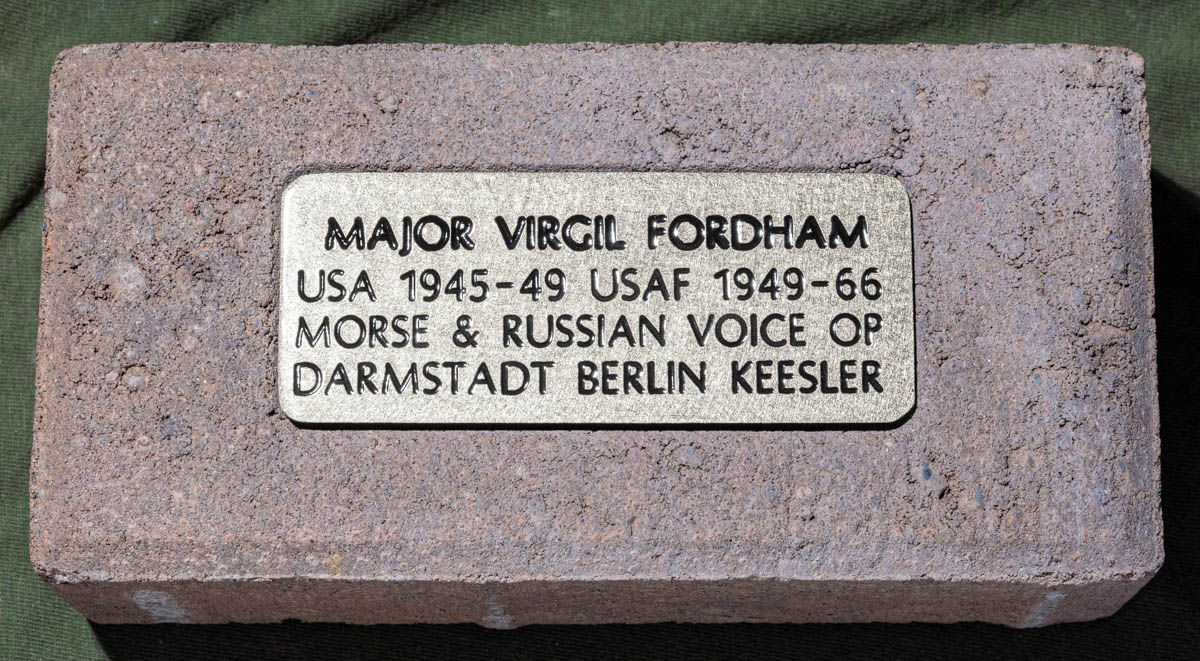 MAJOR VIRGIL FORDHAM
USA 1945-49 USAF 1949-66
MORSE & RUSSIAN VOICE OP
DARMSTADT BERLIN KEESLER